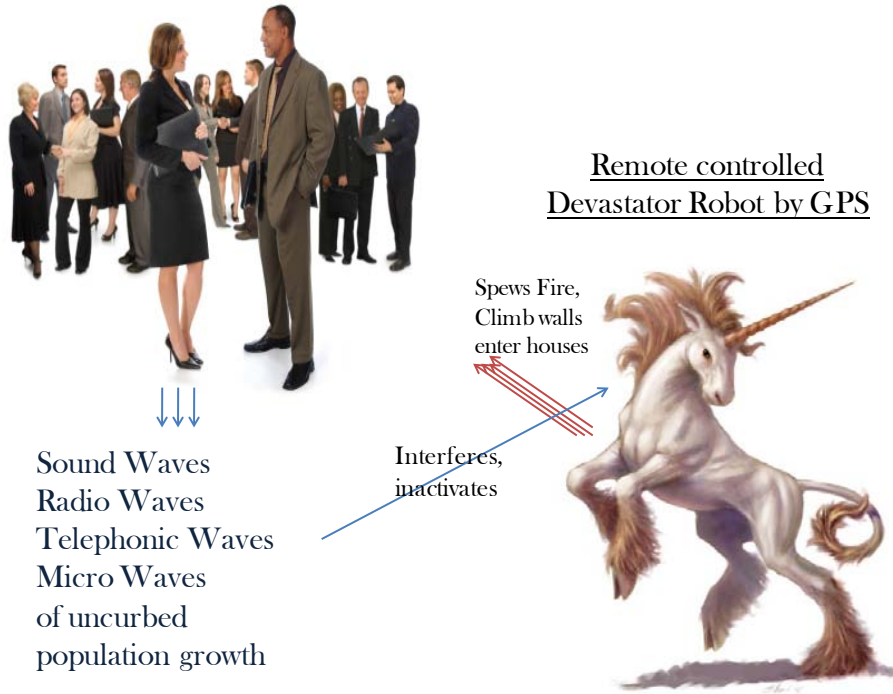 Remote controlled
Devastator Robot by GPS
Spews Fire,
Climb walls
enter houses
Interferes,
inactivates
Sound Waves
Radio Waves
Telephonic Waves
Micro Waves
of uncurbed
population growth